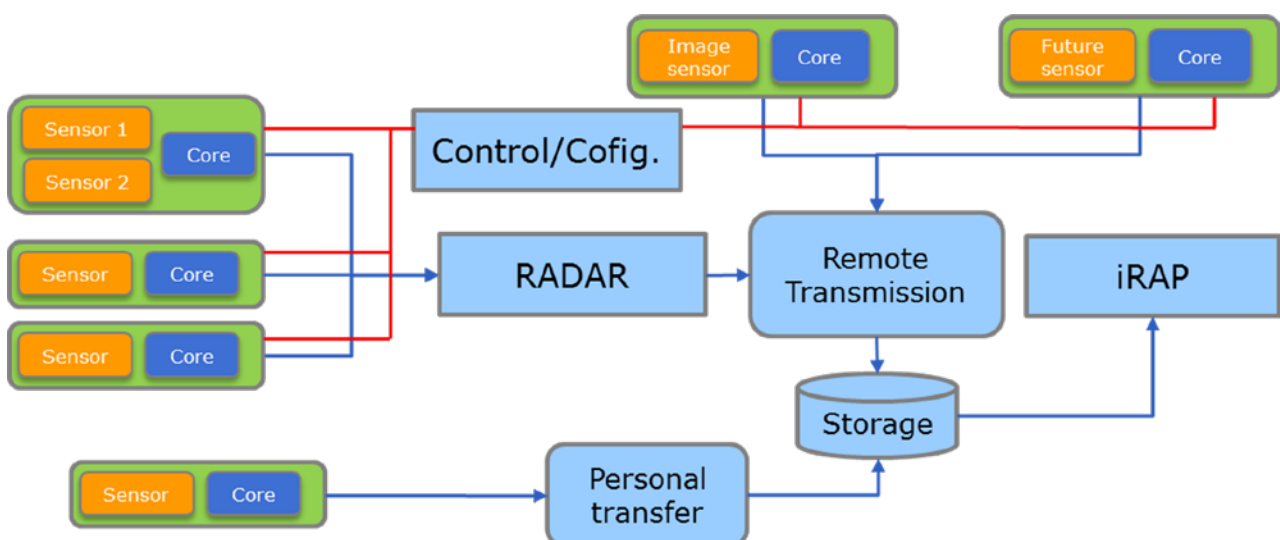 Image
sensor
Core
Future
sensor
Core
Sensor 1
Sensor 2
Core
Control/Cofig.
Sensor
Core
RADAR
Remote
Transmission
iRAP
Sensor
Core
Storage
Sensor
Core
Personal
transfer